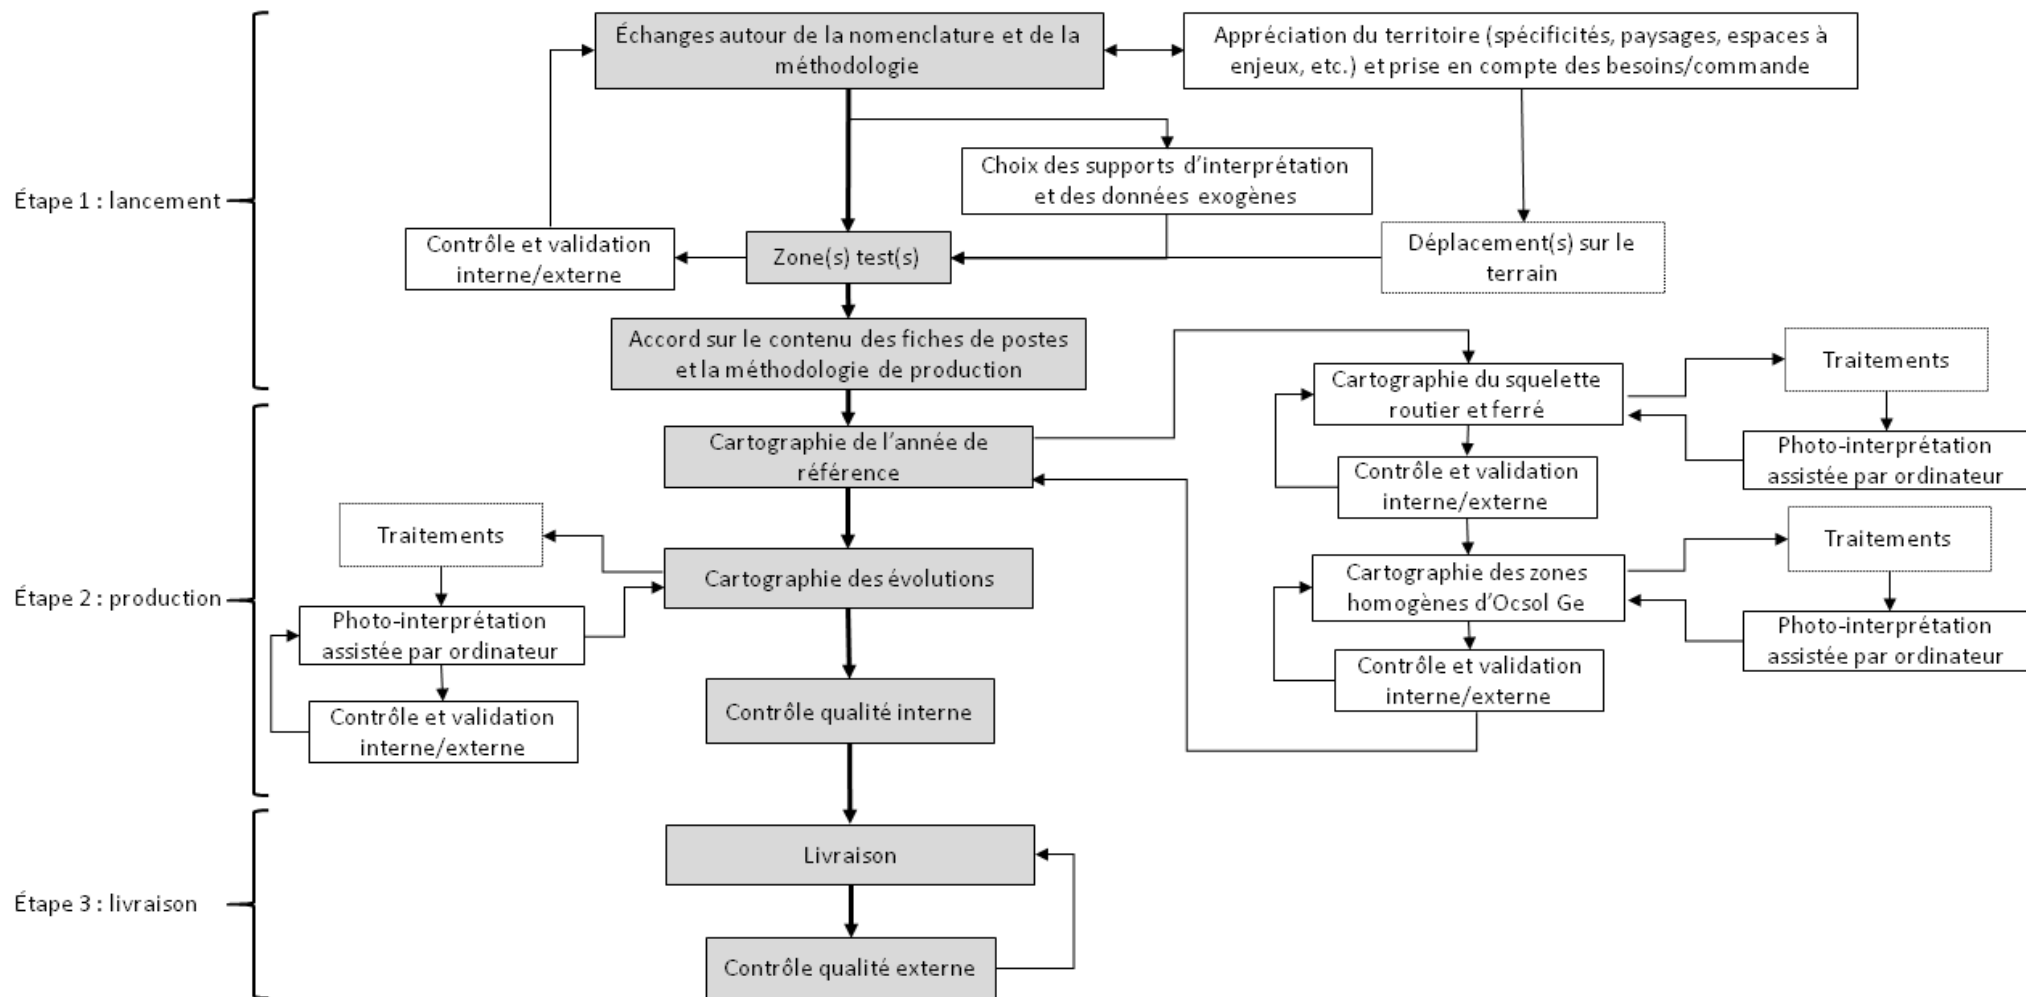 Échanges autour de la nomenclature et de la
méthodologie
Appréciation du territoire (spécificités, paysages, espaces à
enjeux, etc.) et prise en compte des besoins/commande
Choix des supports d'interprétation
et des données exogènes
Étape 1 : lancement
Contrôle et validation
interne/externe
Zone(s) test(s)
Déplacement(s) sur le
terrain
Accord sur le contenu des fiches de postes
et la méthodologie de production
Cartographie du squelette
routier et ferré
Traitements
Cartographie de l'année de
référence
Photo-interprétation
assistée par ordinateur
Contrôle et validation
interne/externe
Traitements
Traitements
Cartographie des évolutions
Cartographie des zones
homogènes d'Ocsol Ge
Étape 2 : production
Photo-interprétation
assistée par ordinateur
Photo-interprétation
assistée par ordinateur
Contrôle et validation
interne/externe
Contrôle qualité interne
Contrôle et validation
interne/externe
Livraison
Étape 3 : livraison
Contrôle qualité externe